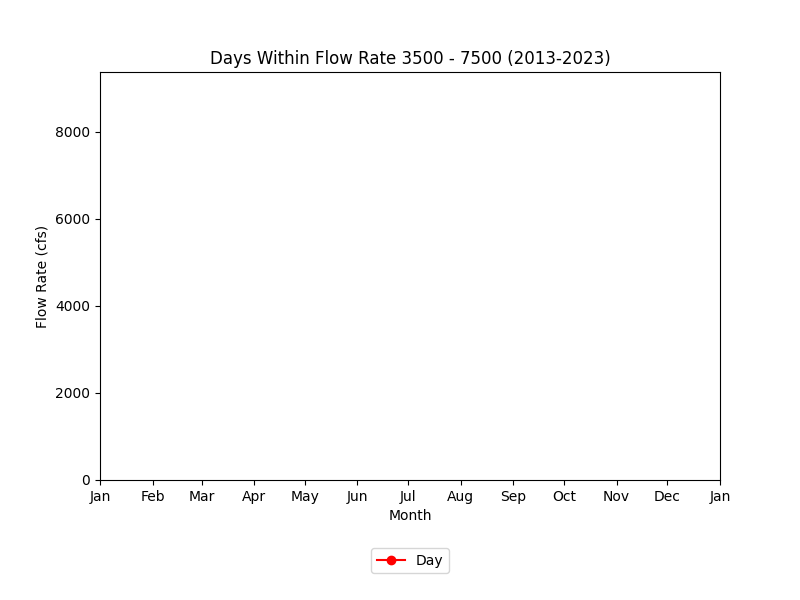 Days Within Flow Rate 3500 - 7500 (2013-2023)
8000
6000
4000
2000
0
Flow Rate (cfs)
Jan Feb Mar Apr May Jun Jul Aug Sep Oct Nov Dec Jan
Month
Day